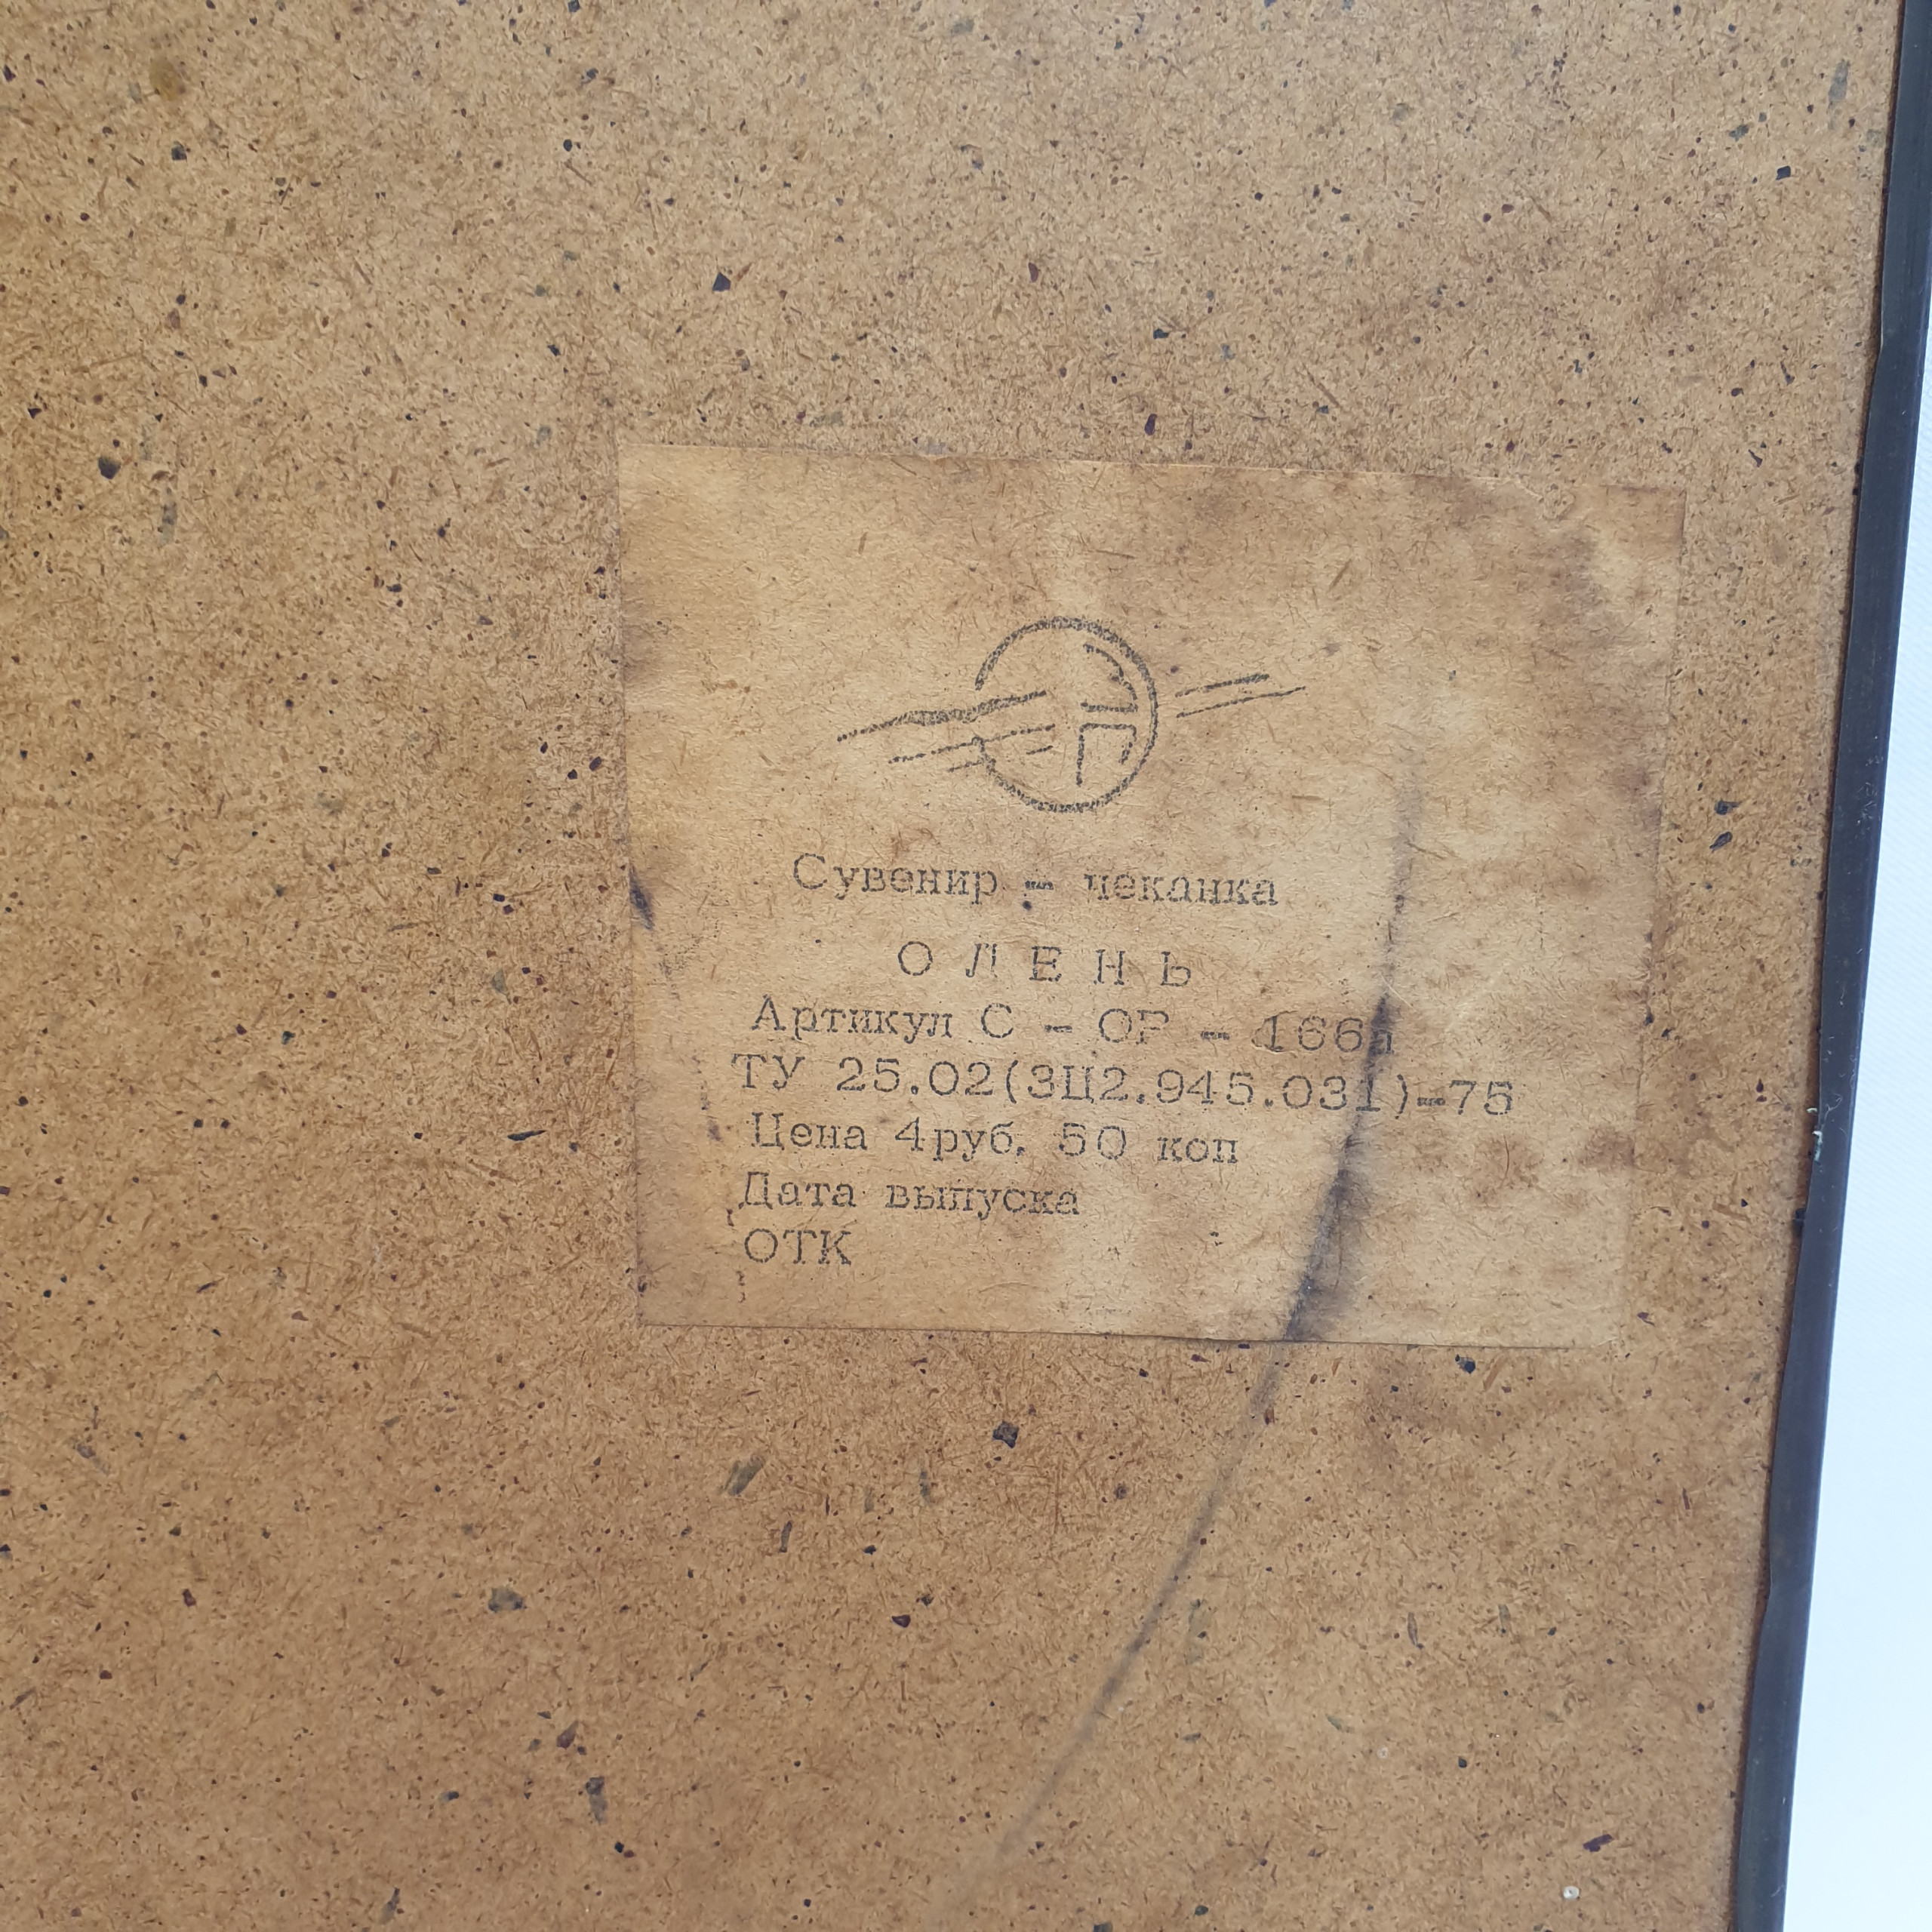 Сувенир - чеканка
ОЛЕНЬ
Артикул С - ОР - 166а
ТУ 25.02(3Ц2.945.031)-75
Цена 4руб. 50 коп
Дата выпуска
ОТК